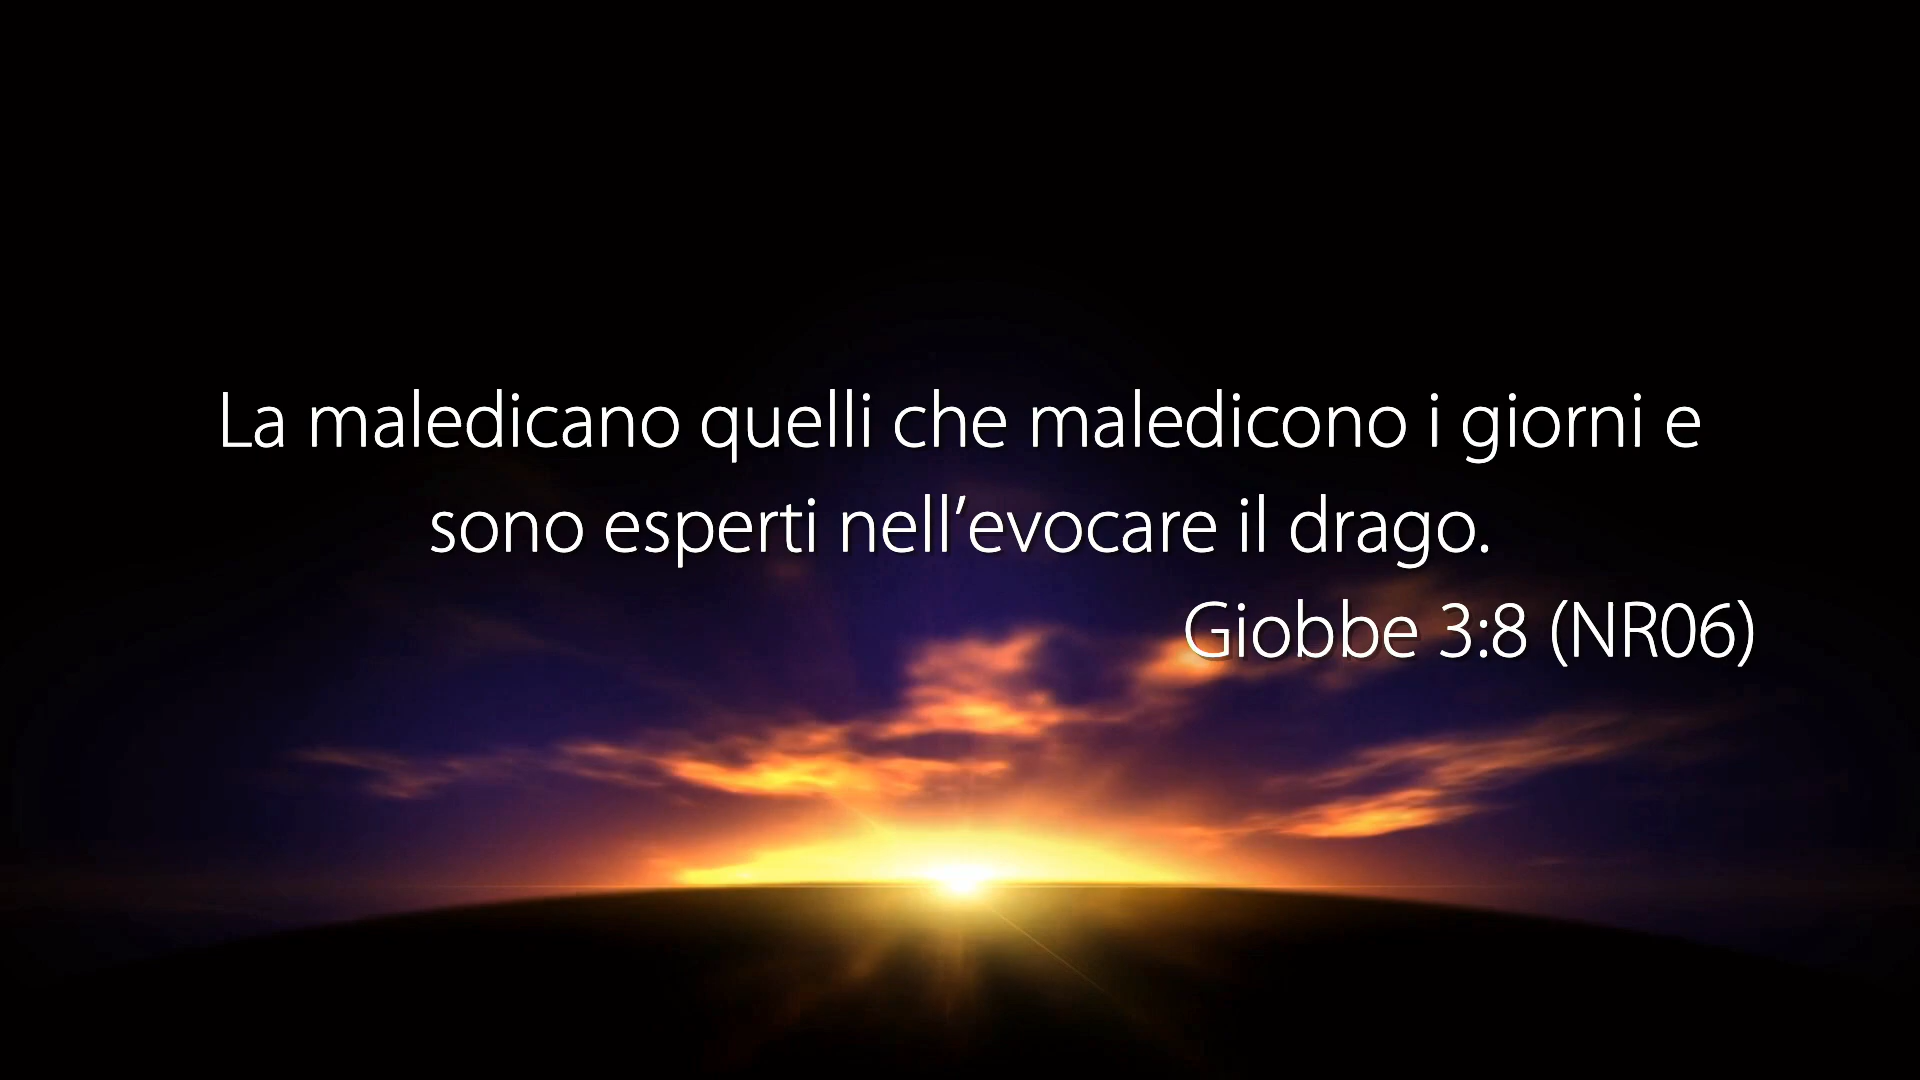 La maledicano quelli che maledicono i giorni e
sono esperti nell’evocare il drago.
Giobbe 3:8 (NR06)